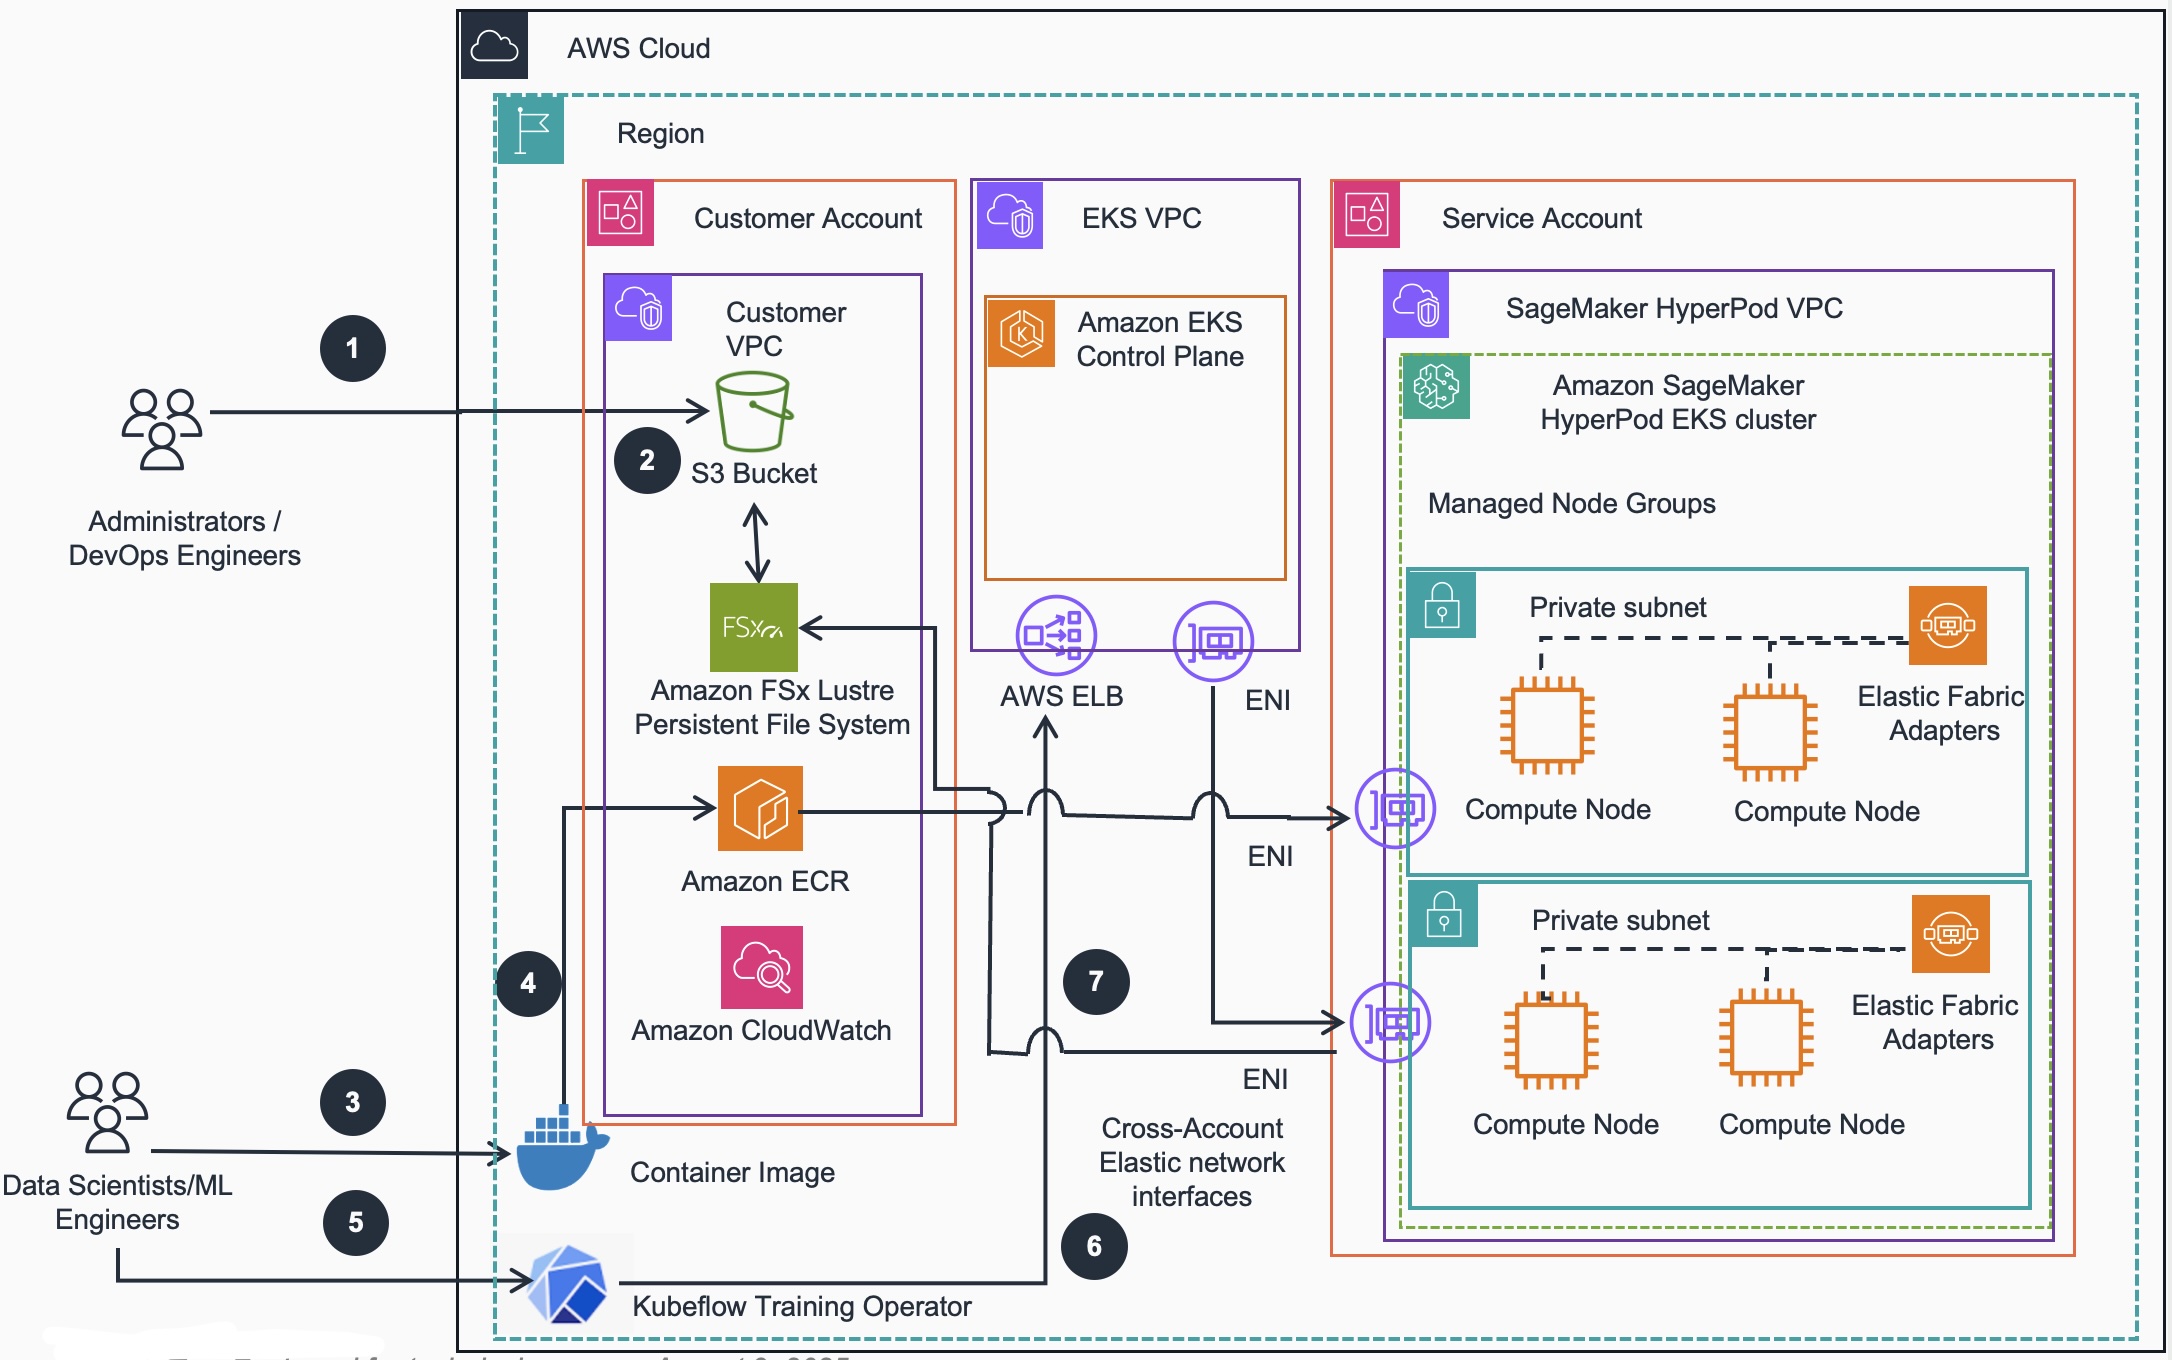 AWS Cloud
Region
Customer Account
EKS VPC
Service Account
Customer
VPC
Amazon EKS
Control Plane
SageMaker HyperPod VPC
1
Amazon SageMaker
HyperPod EKS cluster
2
S3 Bucket
Managed Node Groups
Administrators /
DevOps Engineers
K
FSx
Amazon FSx Lustre
Persistent File System
AWS ELB
ENI
Private subnet
Elastic Fabric
Adapters
Compute Node
Compute Node
ENI
Amazon ECR
Private subnet
Elastic Fabric
Adapters
4
7
Amazon CloudWatch
ENI
Compute Node
Compute Node
3
Cross-Account
Elastic network
interfaces
Container Image
Data Scientists/ML
Engineers
5
6
Kubeflow Training Operator